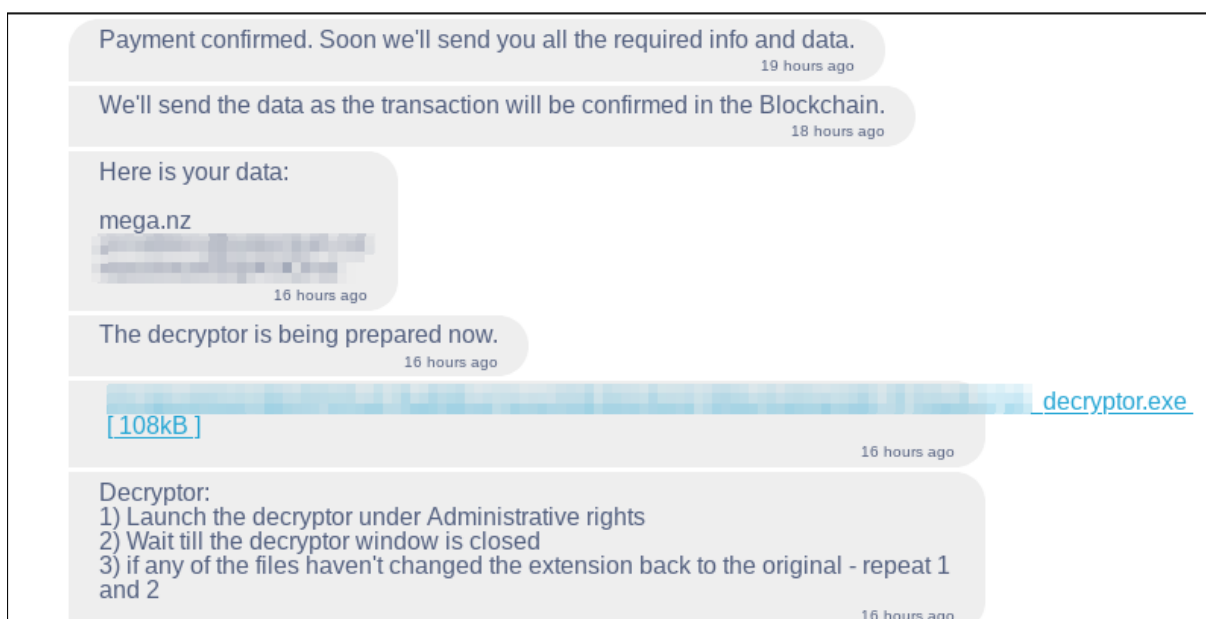 Payment confirmed. Soon we'll send you all the required info and data.
19 hours ago
We'll send the data as the transaction will be confirmed in the Blockchain.
18 hours ago
Here is your data:
mega.nz
16 hours ago
The decryptor is being prepared now.
16 hours ago
_decryptor.exe
[ 108kB ]
16 hours ago
Decryptor:
1) Launch the decryptor under Administrative rights
2) Wait till the decryptor window is closed
3) if any of the files haven't changed the extension back to the original - repeat 1
and 2
16 hours ago